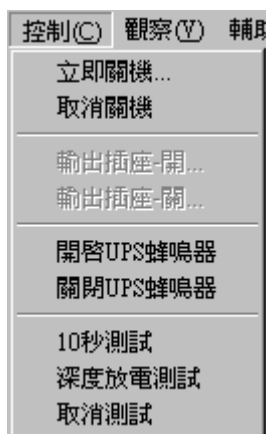 控制(C) 觀察(V) 輔助
立即關機...
取消關機
輸出插座-開...
輸出插座-關...
開啓UPS蜂鳴器
關閉UPS蜂鳴器
10秒測試
深度放電測試
取消測試